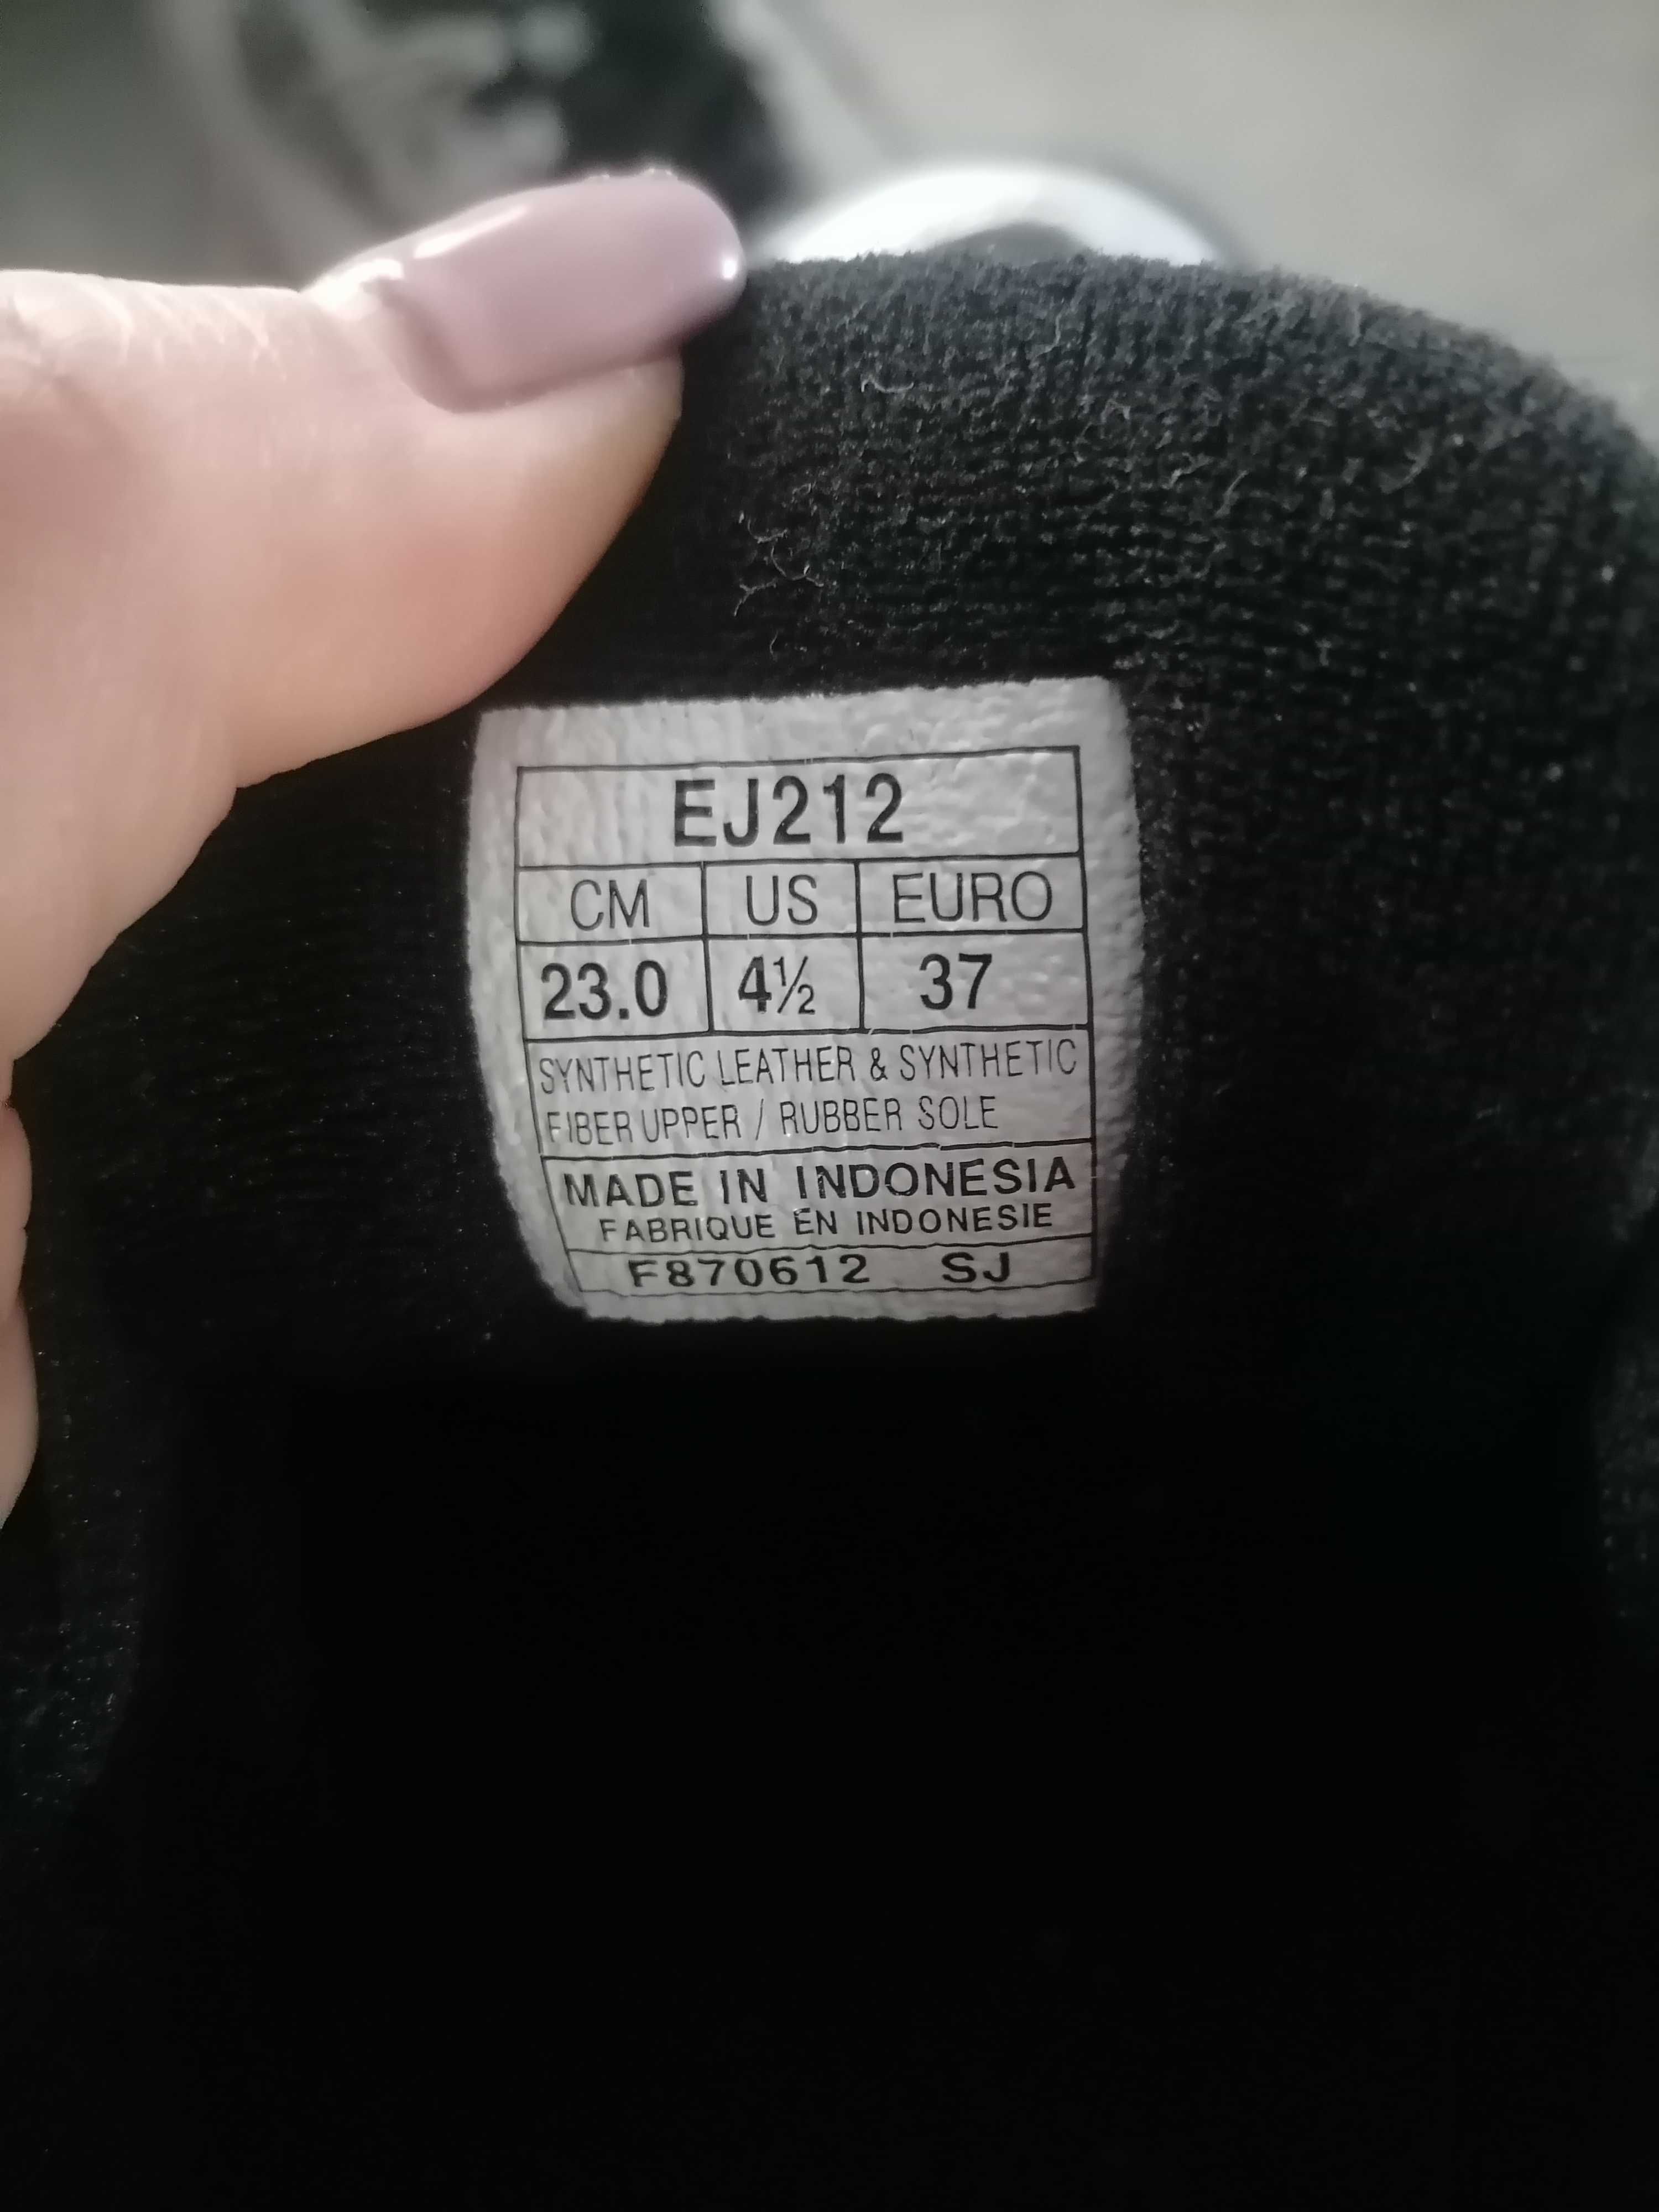 EJ212
CM US EURO
23.0 4½ 37
SYNTHETIC LEATHER & SYNTHETIC
FIBER UPPER / RUBBER SOLE
MADE IN INDONESIA
FABRIQUE EN INDONESIE
F870612 SJ